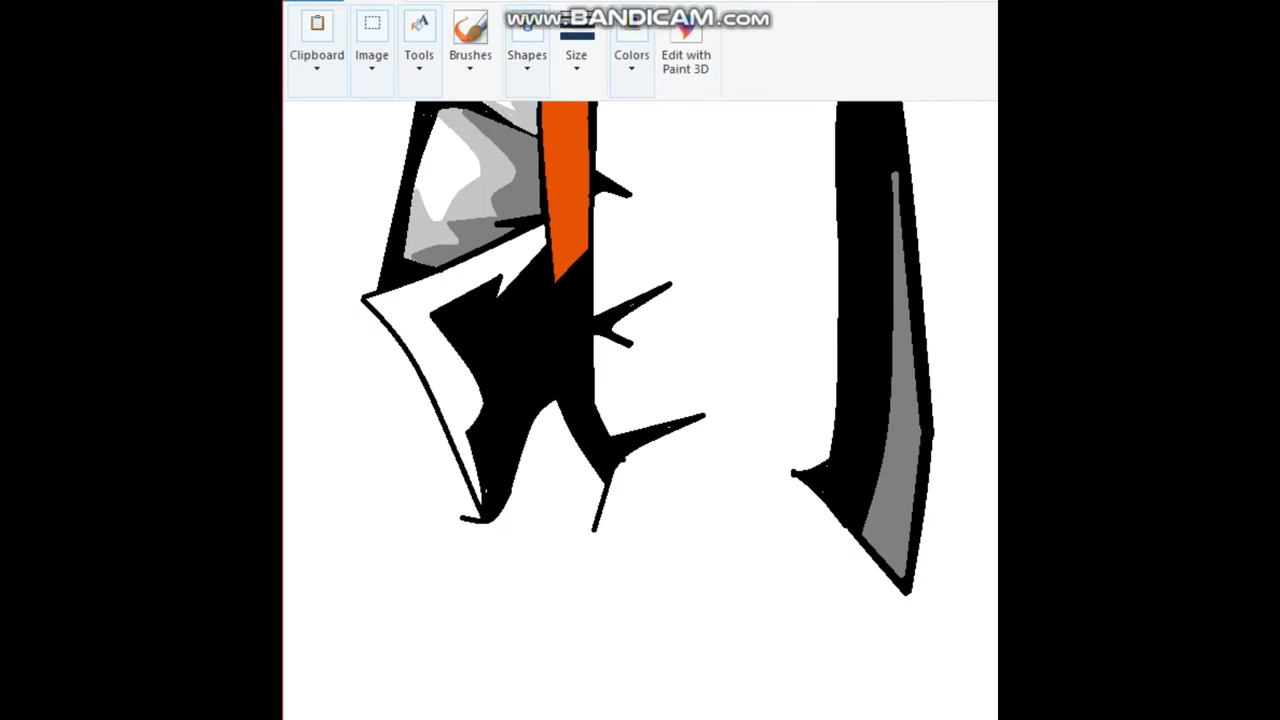 www.BANDICAM.com
Clipboard
Image
Tools
Brushes
Shapes
Size
Colors
Edit with
Paint 3D